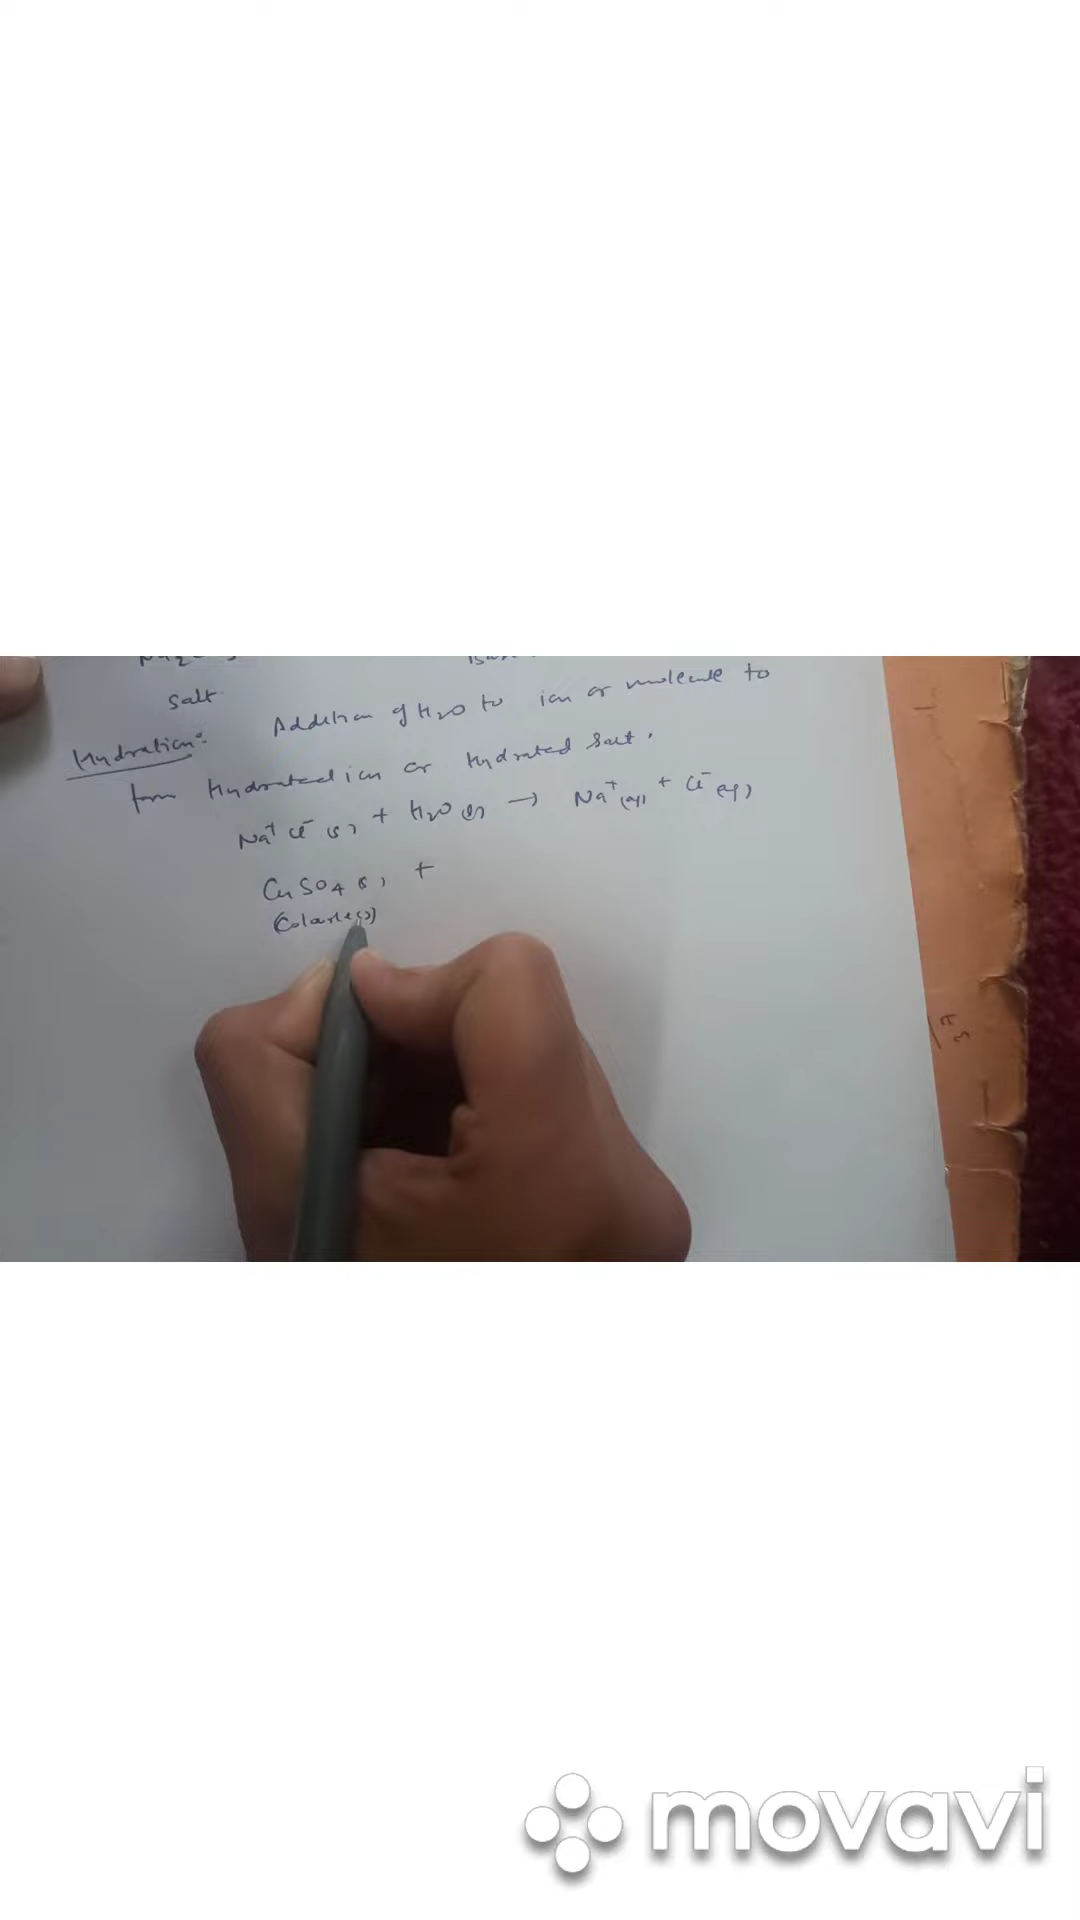 Salt.
Hydration: Addition of H2O to ion or molecule to
form Hydrated ion or Hydrated Salt.
Na+ Cl- (s) + H2O (l) → Na+(aq) + Cl-(aq)
CuSO4 (s) +
(Colorless)
movavi